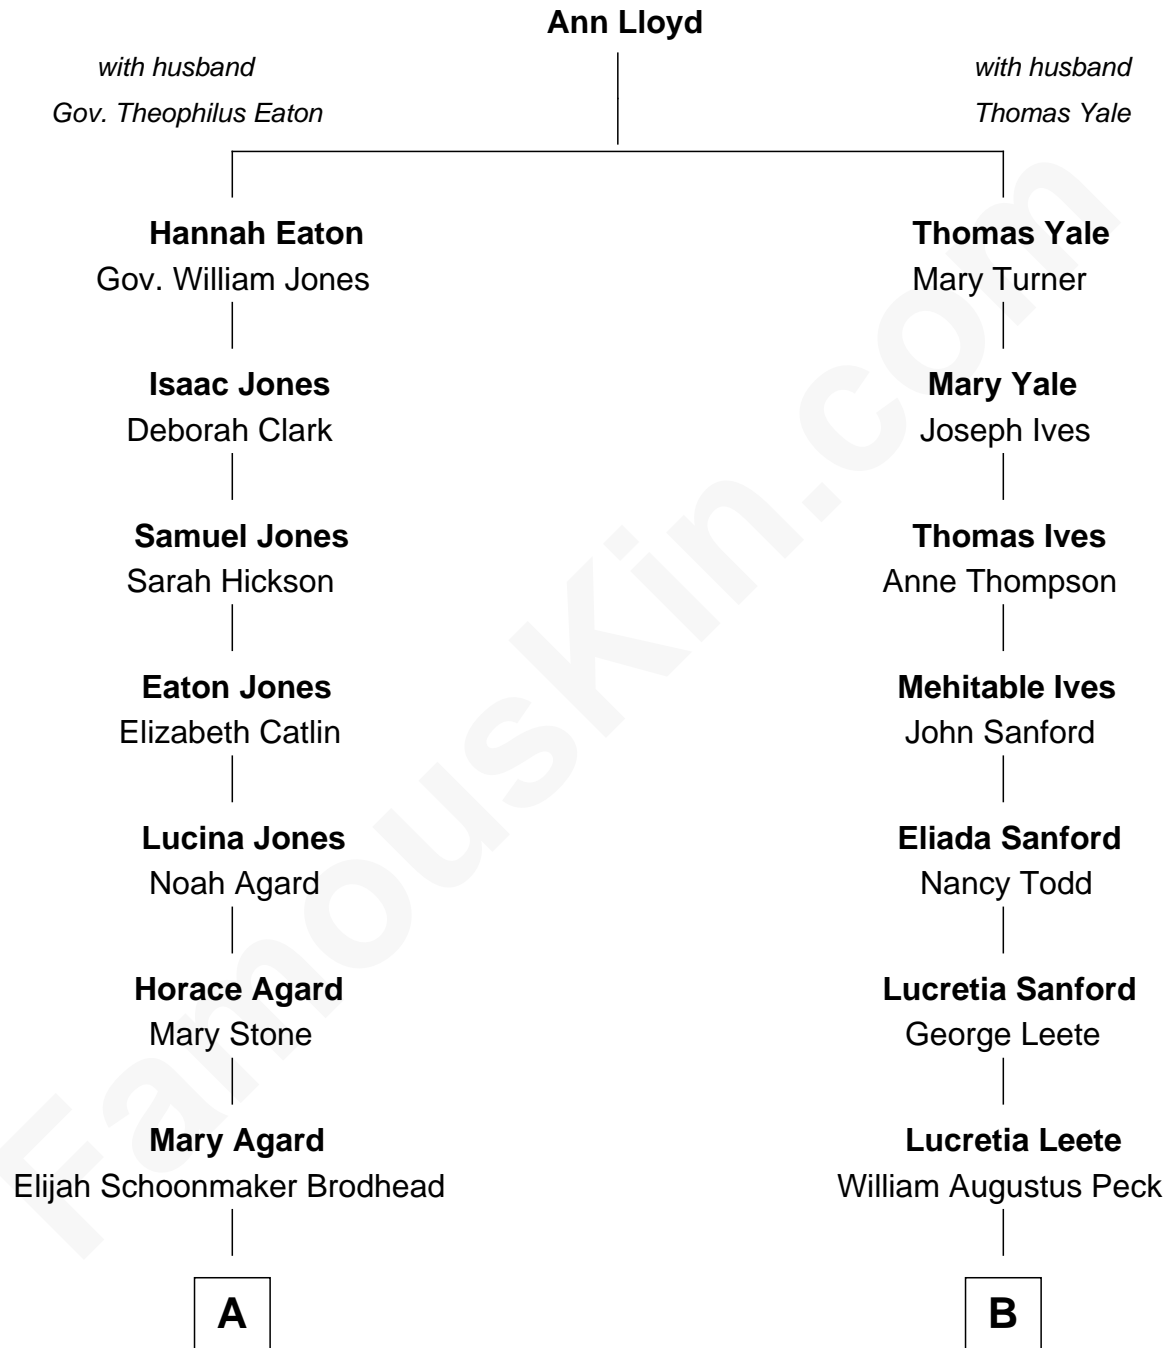 Ann Lloyd
with husband
Gov. Theophilus Eaton
with husband
Thomas Yale
Hannah Eaton
Gov. William Jones
Thomas Yale
Mary Turner
Isaac Jones
Deborah Clark
Mary Yale
Joseph Ives
Samuel Jones
Sarah Hickson
Thomas Ives
Anne Thompson
Eaton Jones
Elizabeth Catlin
Mehitable Ives
John Sanford
Lucina Jones
Noah Agard
Eliada Sanford
Nancy Todd
Horace Agard
Mary Stone
Lucretia Sanford
George Leete
Mary Agard
Elijah Schoonmaker Brodhead
Lucretia Leete
William Augustus Peck
A
B
FamousKin.com